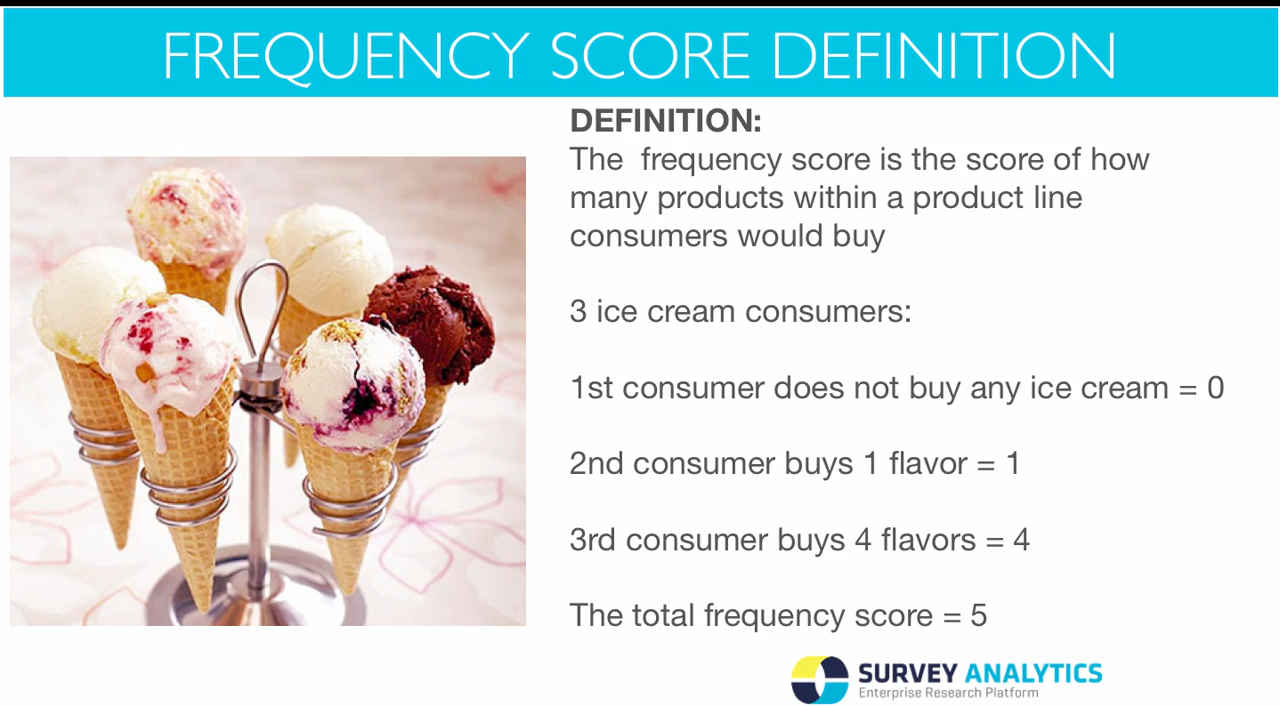 FREQUENCY SCORE DEFINITION
DEFINITION:
The  frequency score is the score of how
many products within a product line
consumers would buy
3 ice cream consumers:
1st consumer does not buy any ice cream = 0
2nd consumer buys 1 flavor = 1
3rd consumer buys 4 flavors = 4
The total frequency score = 5
SURVEY ANALYTICS
Enterprise Research Platform